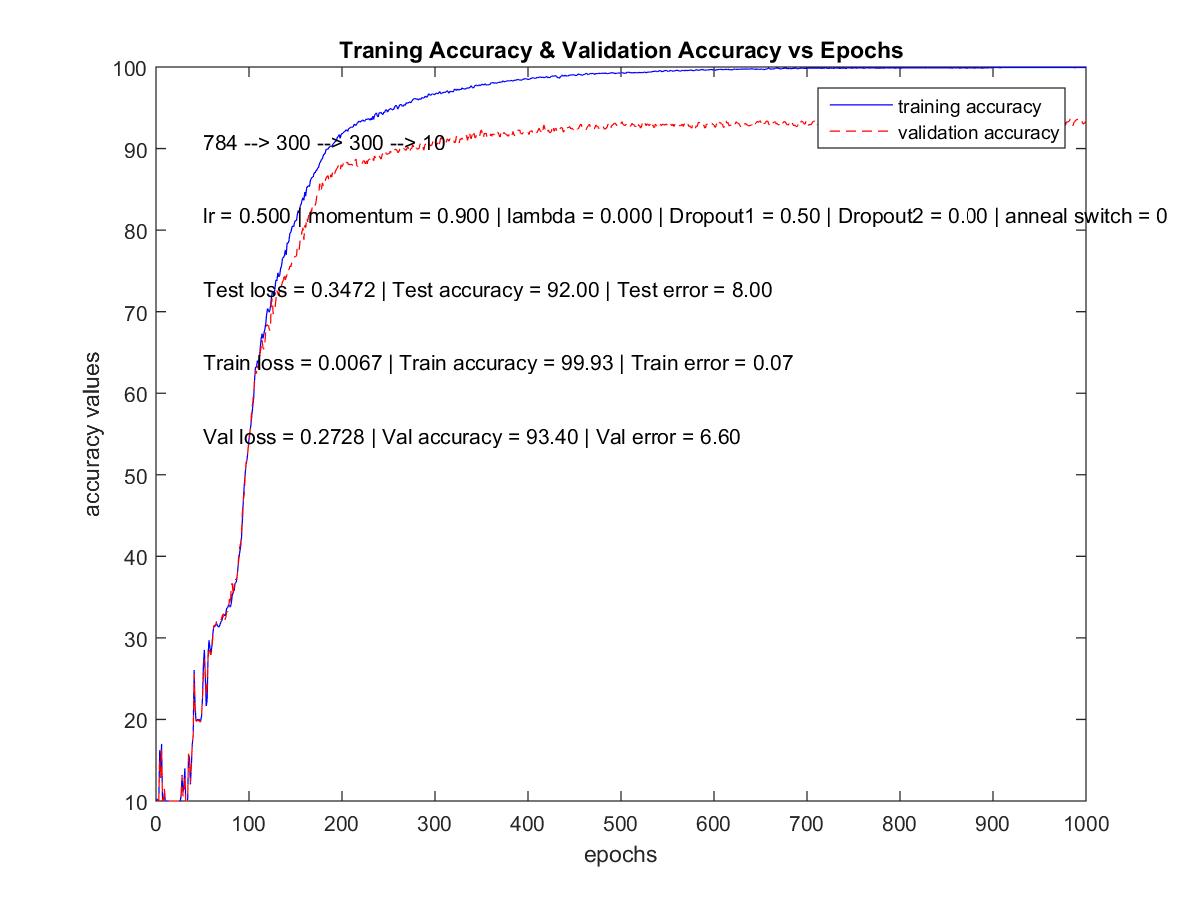 Traning Accuracy & Validation Accuracy vs Epochs
100
training accuracy
validation accuracy
784 --> 300 --> 300 --> 10
90
lr = 0.500 | momentum = 0.900 | lambda = 0.000 | Dropout1 = 0.50 | Dropout2 = 0.00 | anneal switch = 0
80
Test loss = 0.3472 | Test accuracy = 92.00 | Test error = 8.00
70
Train loss = 0.0067 | Train accuracy = 99.93 | Train error = 0.07
60
Val loss = 0.2728 | Val accuracy = 93.40 | Val error = 6.60
50
40
30
20
10
accuracy values
0 100 200 300 400 500 600 700 800 900 1000
epochs